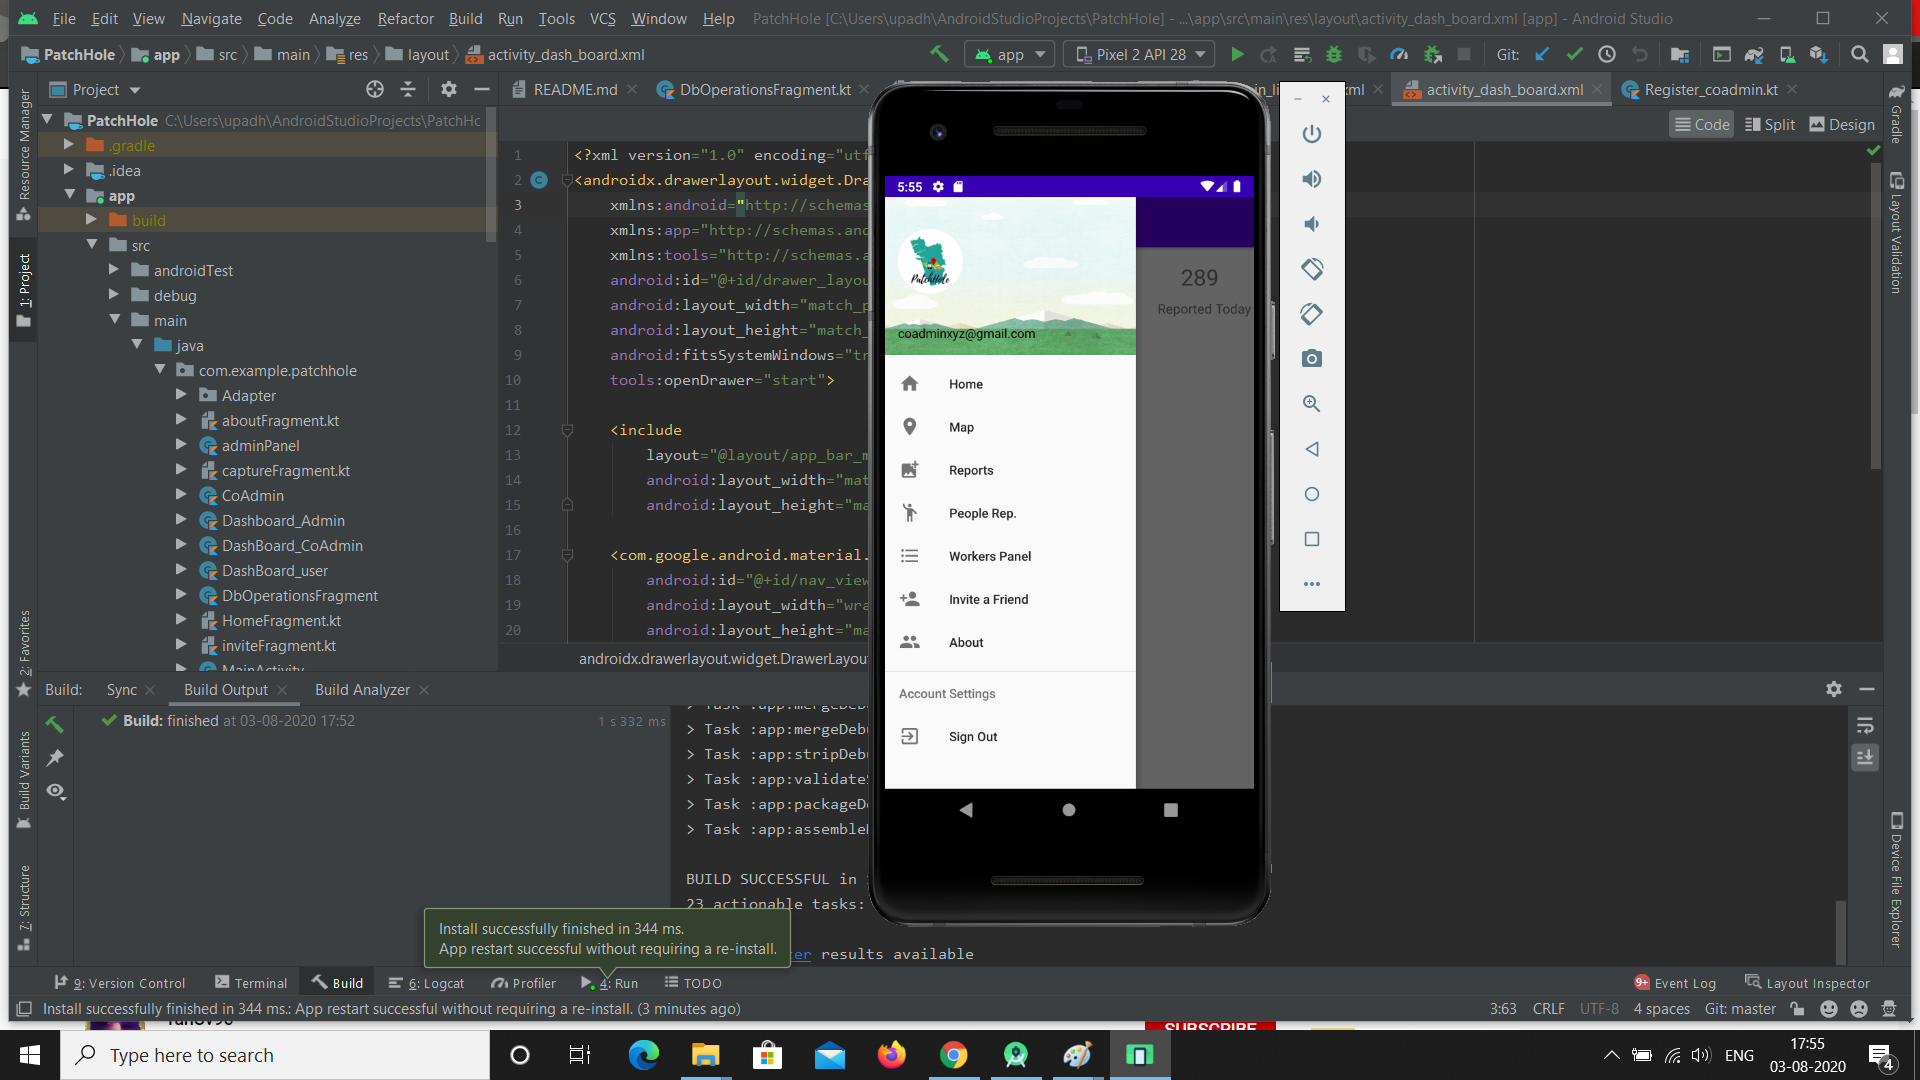 File Edit View Navigate Code Analyze Refactor Build Run Tools VCS Window Help PatchHole [C:\Users\upadh\AndroidStudioProjects\PatchHole] - ...\app\src\main\res\layout\activity_dash_board.xml [app] - Android Studio
PatchHole app src main res layout activity_dash_board.xml
app Pixel 2 API 28 Git:
Project
README.md DbOperationsFragment.kt activity_dash_board.xml Register_coadmin.kt
Code Split Design
PatchHole C:\Users\upadh\AndroidStudioProjects\PatchHc
.gradle
.idea
app
build
src
androidTest
debug
main
java
com.example.patchhole
Adapter
aboutFragment.kt
adminPanel
captureFragment.kt
CoAdmin
Dashboard_Admin
DashBoard_CoAdmin
DashBoard_user
DbOperationsFragment
HomeFragment.kt
inviteFragment.kt
MainActivity
Resource Manager
1: Project
2: Favorites
Build Variants
7: Structure
1 <?xml version="1.0" encoding="utf
2 <androidx.drawerlayout.widget.Dra
3 xmlns:android="http://schemas
4 xmlns:app="http://schemas.and
5 xmlns:tools="http://schemas.a
6 android:id="@+id/drawer_layou
7 android:layout_width="match_p
8 android:layout_height="match_
9 android:fitsSystemWindows="tr
10 tools:openDrawer="start">
11
12 <include
13 layout="@layout/app_bar_m
14 android:layout_width="mat
15 android:layout_height="ma
16
17 <com.google.android.material.
18 android:id="@+id/nav_view
19 android:layout_width="wra
20 android:layout_height="ma
androidx.drawerlayout.widget.DrawerLayou
5:55
PatchHole
coadminxyz@gmail.com
289
Reported Today
Home
Map
Reports
People Rep.
Workers Panel
Invite a Friend
About
Account Settings
Sign Out
Gradle
Layout Validation
Device File Explorer
Build: Sync Build Output Build Analyzer
Build: finished at 03-08-2020 17:52 1 s 332 ms
> Task :app:mergeDeb
> Task :app:mergeDeb
> Task :app:stripDeb
> Task :app:validateS
> Task :app:packageDe
> Task :app:assemble
BUILD SUCCESSFUL in
23 actionable tasks:
results available
Install successfully finished in 344 ms.
App restart successful without requiring a re-install.
9: Version Control Terminal Build 6: Logcat Profiler 4: Run TODO 9+ Event Log Layout Inspector
Install successfully finished in 344 ms.: App restart successful without requiring a re-install. (3 minutes ago) 3:63 CRLF UTF-8 4 spaces Git: master
SUBSCRIBE
Type here to search
ENG 17:55
03-08-2020
4